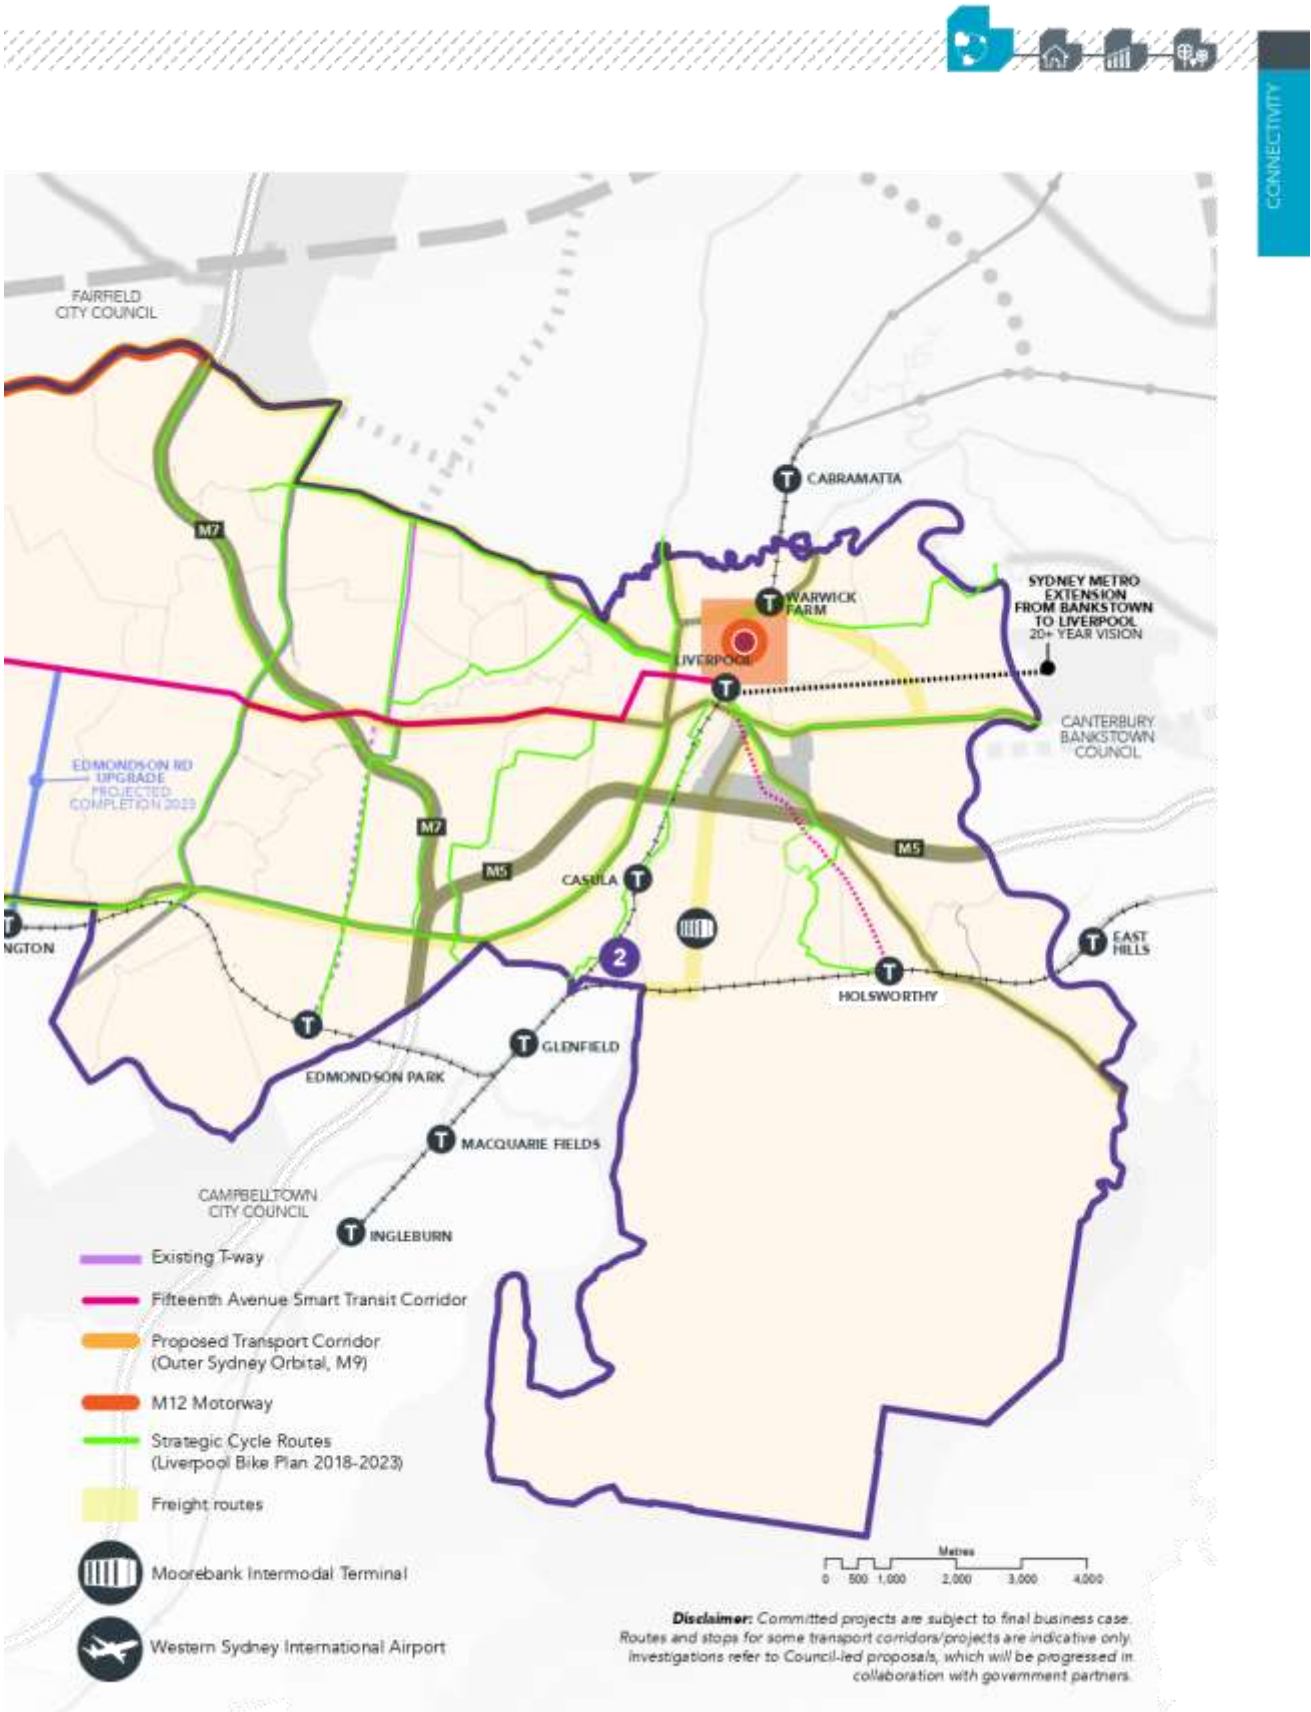 CONNECTIVITY
FAIRFIELD
CITY COUNCIL
T
CABRAMATTA
M7
T
WARWICK
FARM
SYDNEY METRO
EXTENSION
FROM BANKSTOWN
TO LIVERPOOL
20+ YEAR VISION
LIVERPOOL
T
CANTERBURY
BANKSTOWN
COUNCIL
EDMONDSON RD
UPGRADE
PROJECTED
COMPLETION 2023
M7
M5
M5
CASULA
T
T
NGTON
2
T
EAST
HILLS
T
HOLSWORTHY
T
EDMONDSON PARK
T
GLENFIELD
T
MACQUARIE FIELDS
CAMPBELLTOWN
CITY COUNCIL
T
INGLEBURN
Existing T-way
Fifteenth Avenue Smart Transit Corridor
Proposed Transport Corridor
(Outer Sydney Orbital, M9)
M12 Motorway
Strategic Cycle Routes
(Liverpool Bike Plan 2018-2023)
Freight routes
Moorebank Intermodal Terminal
Western Sydney International Airport
Metres
0 500 1,000 2,000 3,000 4,000
Disclaimer: Committed projects are subject to final business case.
Routes and stops for some transport corridors/projects are indicative only.
Investigations refer to Council-led proposals, which will be progressed in
collaboration with government partners.